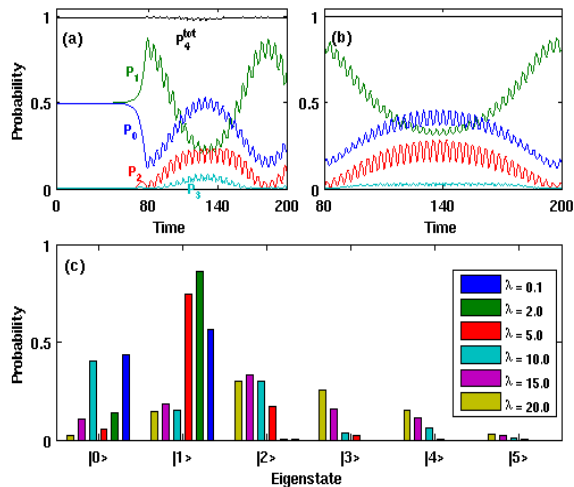 1
(a)
P4^tot
(b)
P1
0.5
P0
P2
P3
0
80
140
200
Time
Probability
1
0.5
0
80
140
200
Time
(c)
1
0.5
0
Probability
λ = 0.1
λ = 2.0
λ = 5.0
λ = 10.0
λ = 15.0
λ = 20.0
|0> |1> |2> |3> |4> |5>
Eigenstate